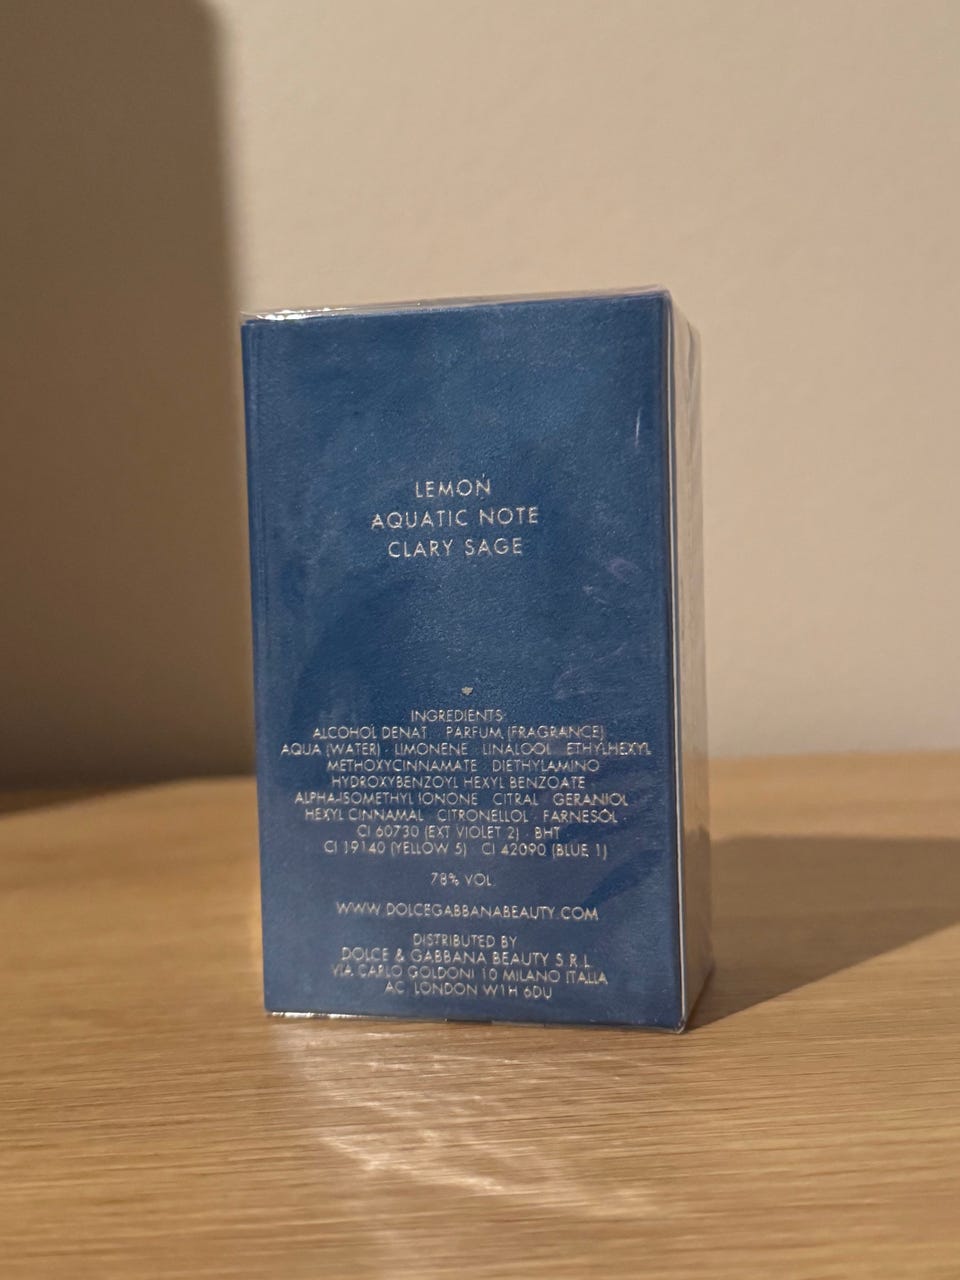 LEMON
AQUATIC NOTE
CLARY SAGE
INGREDIENTS
ALCOHOL DENAT · PARFUM (FRAGRANCE)
AQUA (WATER) · LIMONENE · LINALOOL · ETHYLHEXYL
METHOXYCINNAMATE · DIETHYLAMINO
HYDROXYBENZOYL HEXYL BENZOATE
ALPHA-ISOMETHYL IONONE · CITRAL · GERANIOL
HEXYL CINNAMAL · CITRONELLOL · FARNESOL ·
CI 60730 (EXT VIOLET 2) · BHT
CI 19140 (YELLOW 5) · CI 42090 (BLUE 1)
78% VOL.
WWW.DOLCEGABBANABEAUTY.COM
DISTRIBUTED BY
DOLCE & GABBANA BEAUTY S.R.L.
VIA CARLO GOLDONI 10 MILANO ITALIA
AC. LONDON W1H 6DU